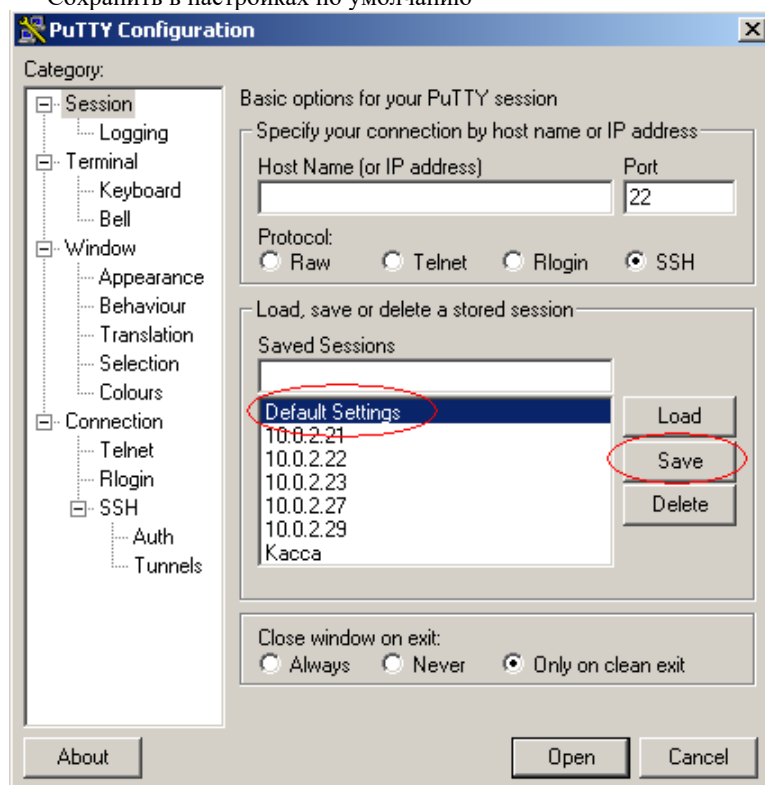 Сохранить в настройках по умолчанию
PuTTY Configuration
Category:
Session
Logging
Terminal
Keyboard
Bell
Window
Appearance
Behaviour
Translation
Selection
Colours
Connection
Telnet
Rlogin
SSH
Auth
Tunnels
Basic options for your PuTTY session
Specify your connection by host name or IP address
Host Name (or IP address) Port
22
Protocol:
Raw Telnet Rlogin SSH
Load, save or delete a stored session
Saved Sessions
Default Settings
10.0.2.21
10.0.2.22
10.0.2.23
10.0.2.27
10.0.2.29
Касса
Load
Save
Delete
Close window on exit:
Always Never Only on clean exit
About Open Cancel